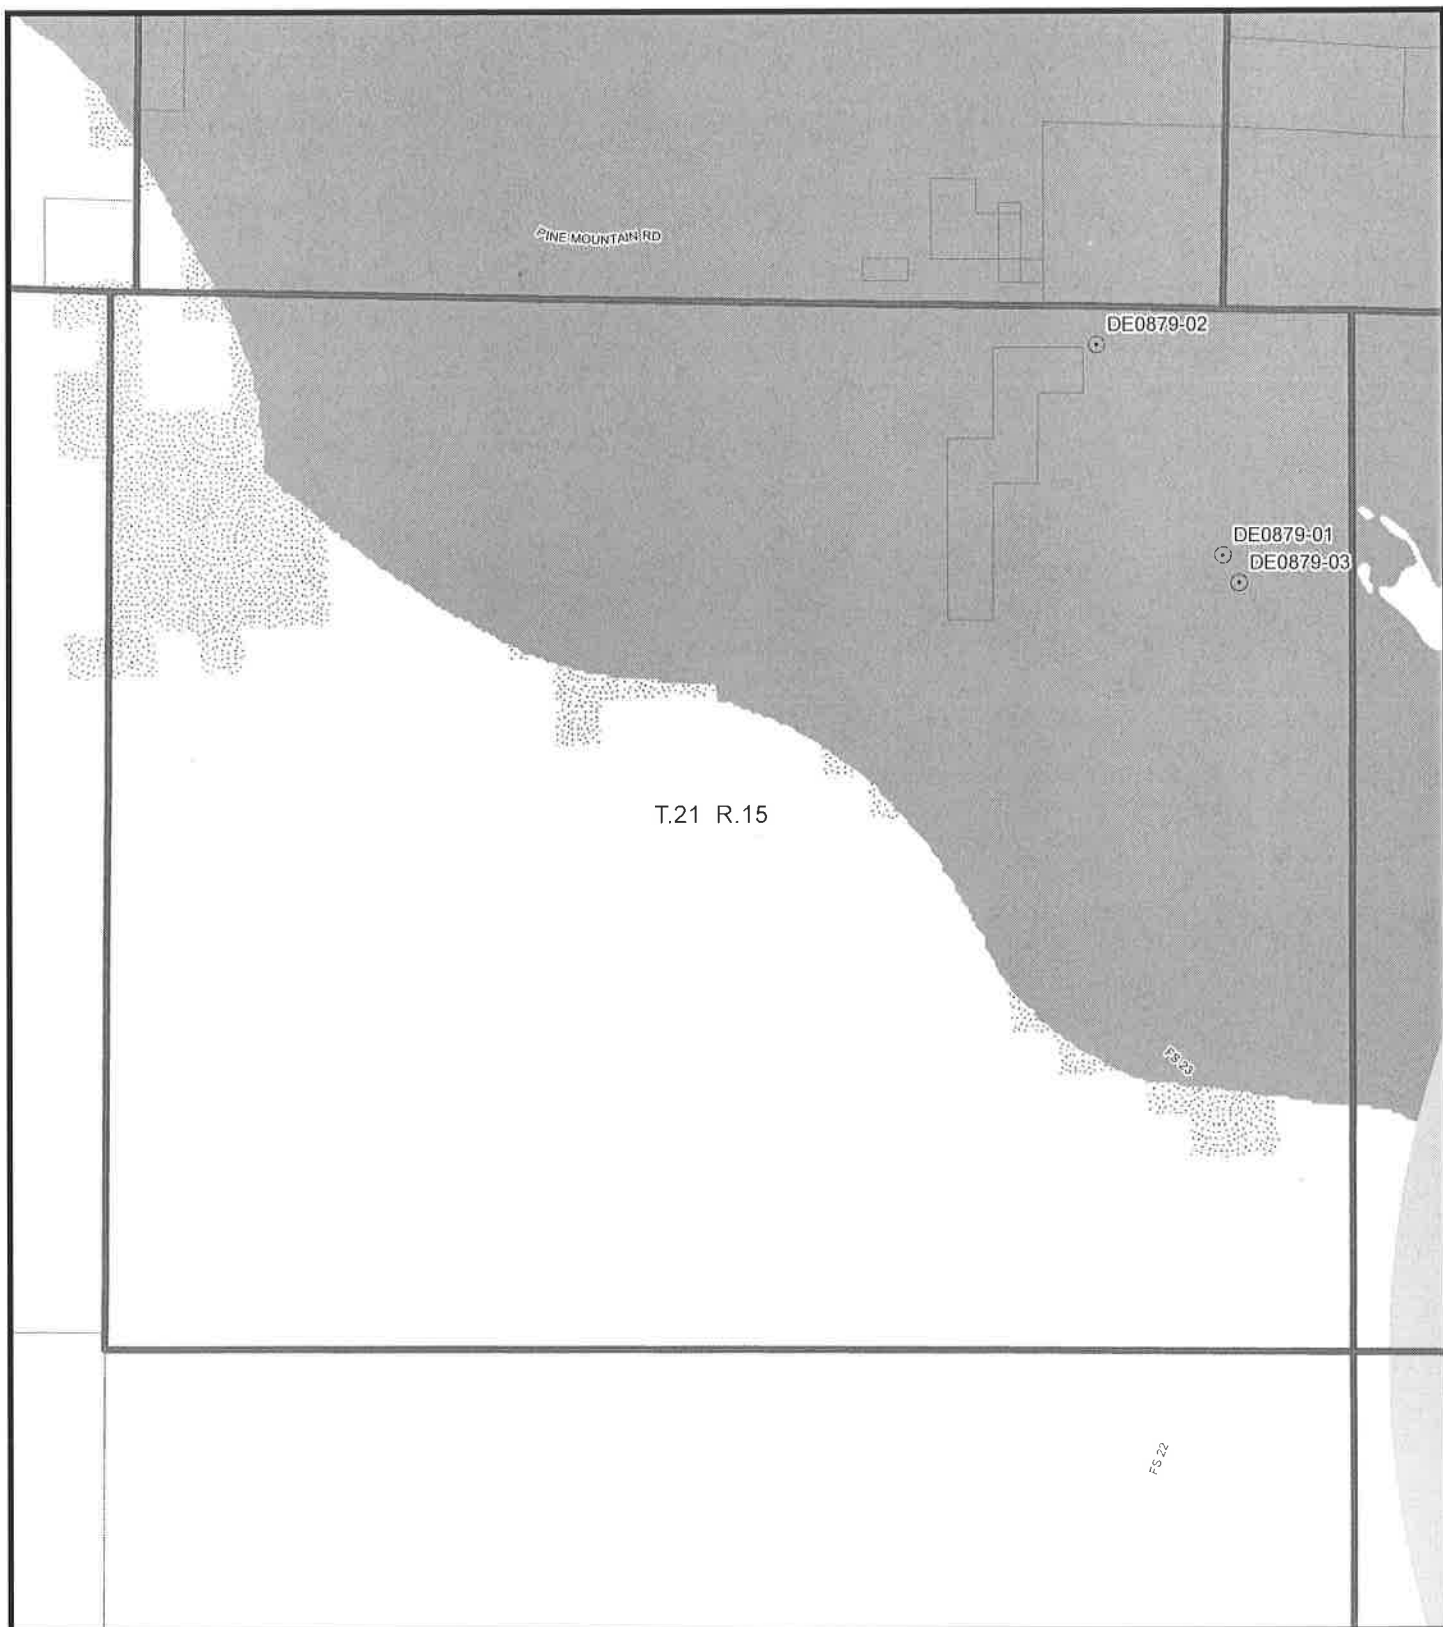 PINE MOUNTAIN RD
DE0879-02
DE0879-01
DE0879-03
T.21 R.15
FS 23
FS 22